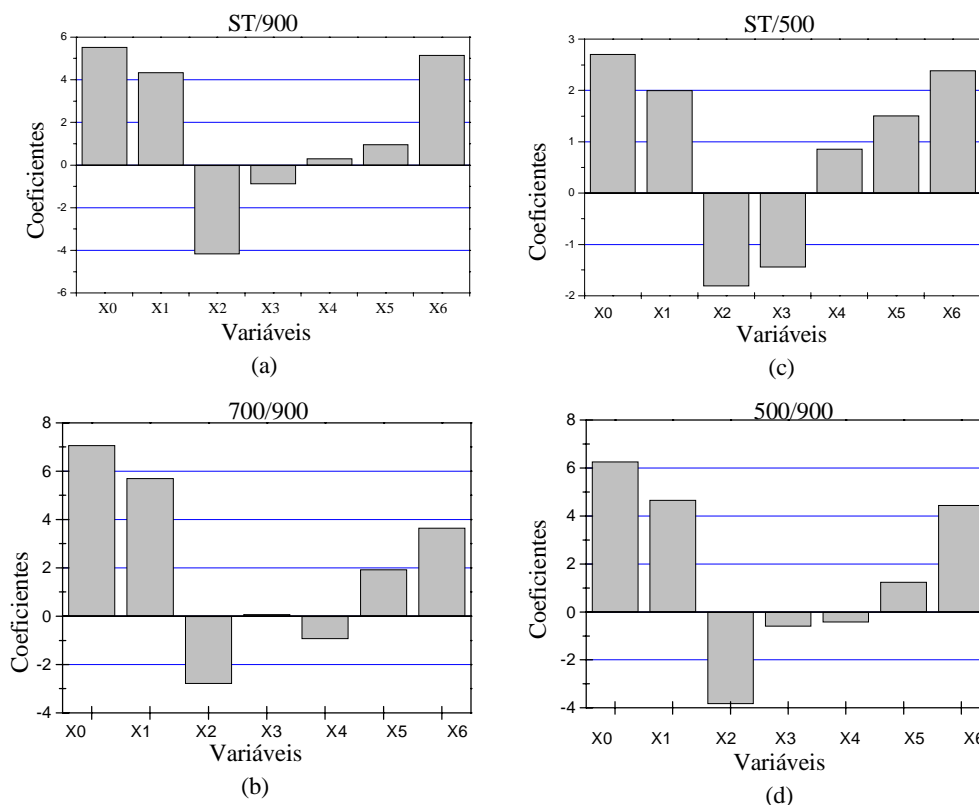 ST/900
6
4
2
0
-2
-4
-6
Coeficientes
X0 X1 X2 X3 X4 X5 X6
Variáveis
(a)
ST/500
3
2
1
0
-1
-2
Coeficientes
X0 X1 X2 X3 X4 X5 X6
Variáveis
(c)
700/900
8
6
4
2
0
-2
-4
Coeficientes
X0 X1 X2 X3 X4 X5 X6
Variáveis
(b)
500/900
8
6
4
2
0
-2
-4
Coeficientes
X0 X1 X2 X3 X4 X5 X6
Variáveis
(d)